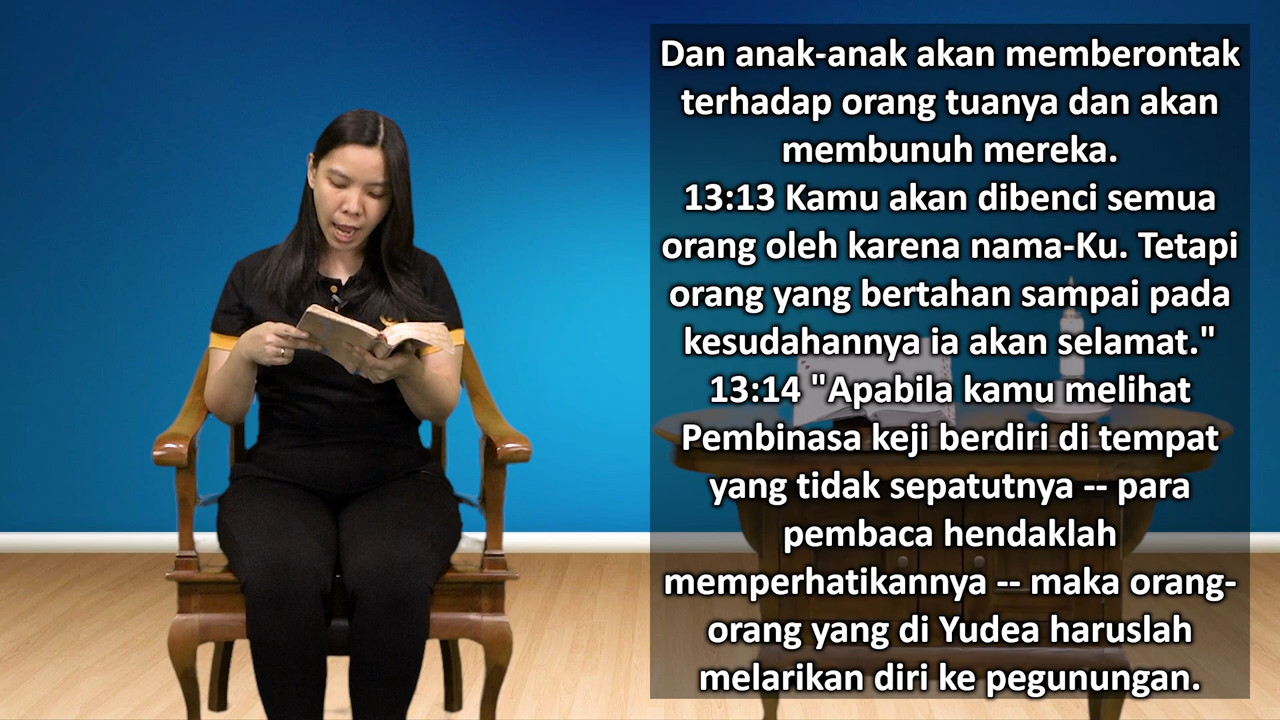 Dan anak-anak akan memberontak
terhadap orang tuanya dan akan
membunuh mereka.
13:13 Kamu akan dibenci semua
orang oleh karena nama-Ku. Tetapi
orang yang bertahan sampai pada
kesudahannya ia akan selamat."
13:14 "Apabila kamu melihat
Pembinasa keji berdiri di tempat
yang tidak sepatutnya -- para
pembaca hendaklah
memperhatikannya -- maka orang-
orang yang di Yudea haruslah
melarikan diri ke pegunungan.